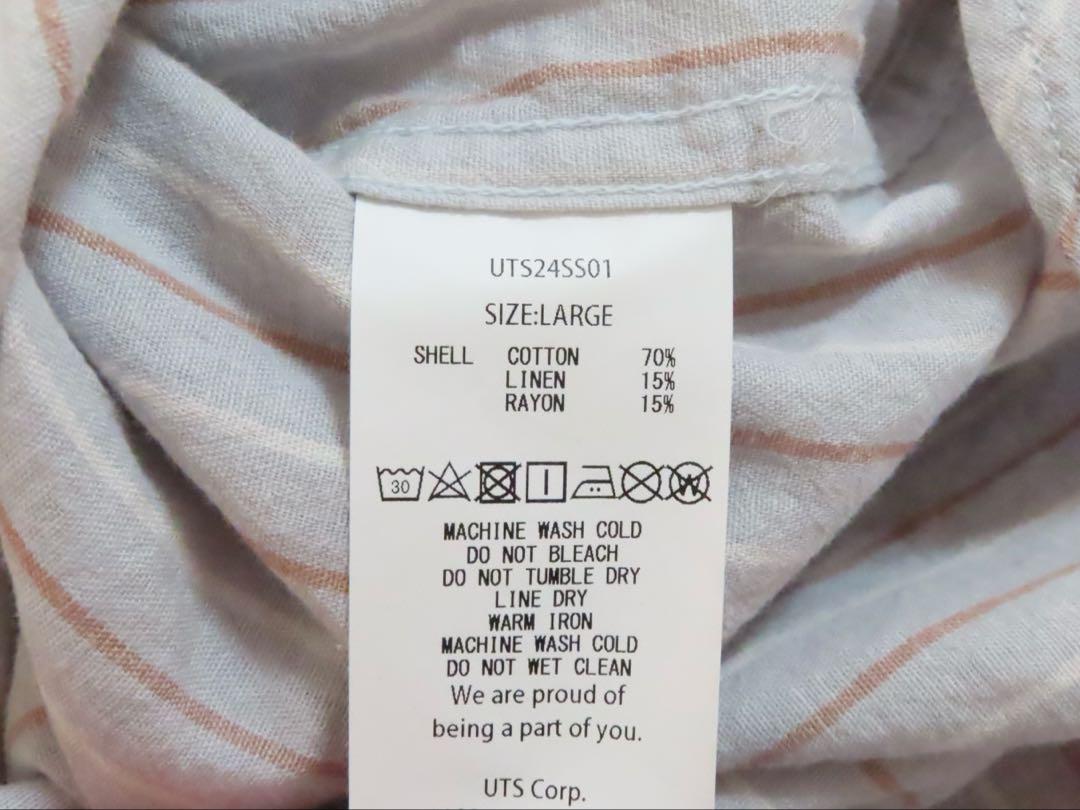 UTS24SS01
SIZE:LARGE
SHELL COTTON 70%
LINEN 15%
RAYON 15%
30 W
MACHINE WASH COLD
DO NOT BLEACH
DO NOT TUMBLE DRY
LINE DRY
WARM IRON
MACHINE WASH COLD
DO NOT WET CLEAN
We are proud of
being a part of you.
UTS Corp.